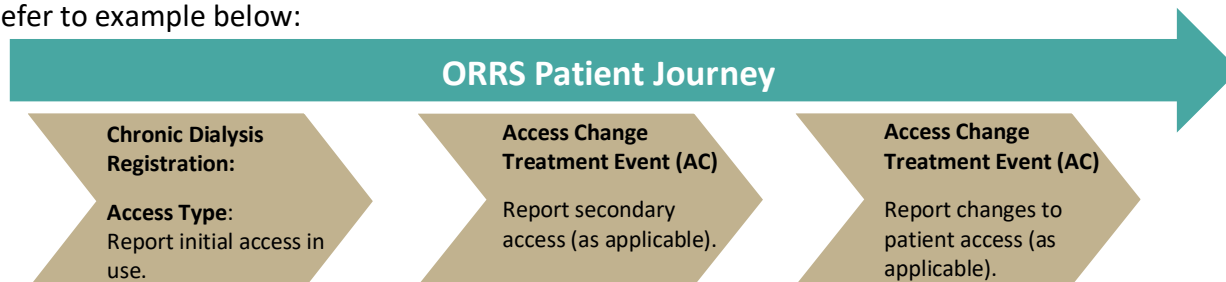 efer to example below:
ORRS Patient Journey
Chronic Dialysis
Registration:
Access Type:
Report initial access in
use.
Access Change
Treatment Event (AC)
Report secondary
access (as applicable).
Access Change
Treatment Event (AC)
Report changes to
patient access (as
applicable).